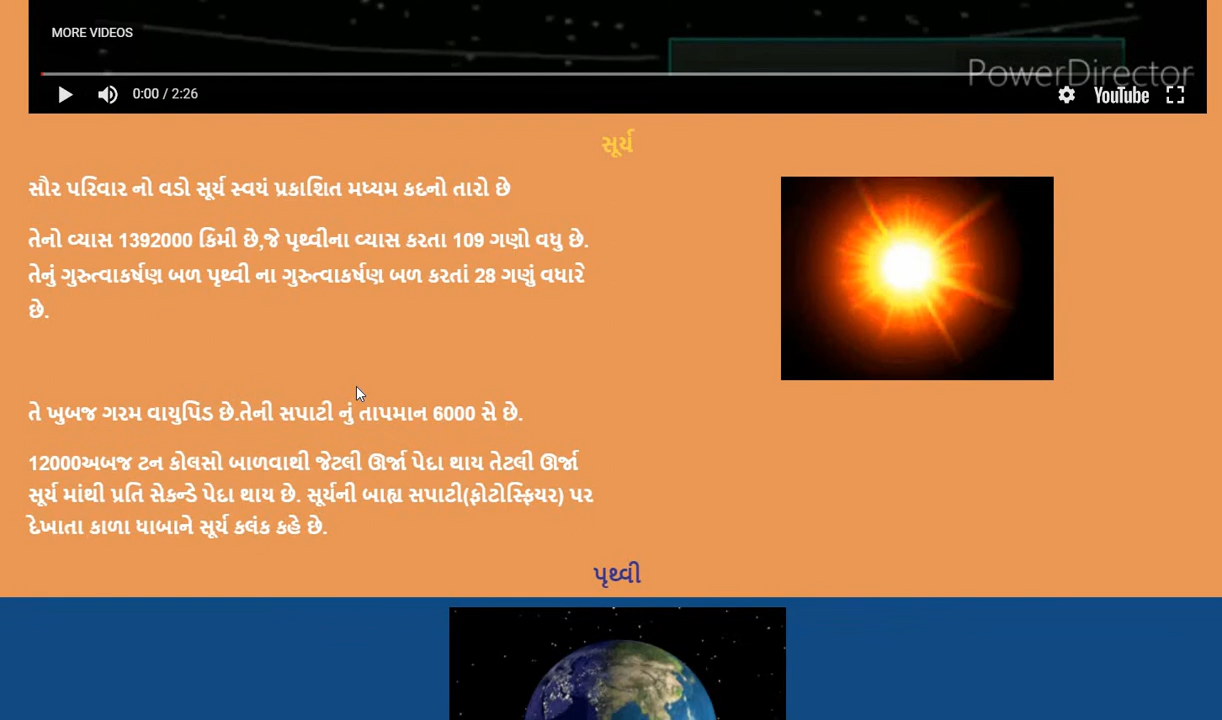 MORE VIDEOS
PowerDirector
0:00 / 2:26
YouTube
સૂર્ય
સૌર પરિવાર નો વડો સૂર્ય સ્વયં પ્રકાશિત મધ્યમ કદનો તારો છે
તેનો વ્યાસ 1392000 કિમી છે,જે પૃથ્વીના વ્યાસ કરતા 109 ગણો વધુ છે.
તેનું ગુરુત્વાકર્ષણ બળ પૃથ્વી ના ગુરુત્વાકર્ષણ બળ કરતાં 28 ગણું વધારે
છે.
તે ખુબજ ગરમ વાયુપિંડ છે.તેની સપાટી નું તાપમાન 6000 સે છે.
12000અબજ ટન કોલસો બાળવાથી જેટલી ઊર્જા પેદા થાય તેટલી ઊર્જા
સૂર્ય માંથી પ્રતિ સેકન્ડે પેદા થાય છે. સૂર્યની બાહ્ય સપાટી(ફોટોસ્ફિયર) પર
દેખાતા કાળા ધાબાને સૂર્ય કલંક કહે છે.
પૃથ્વી